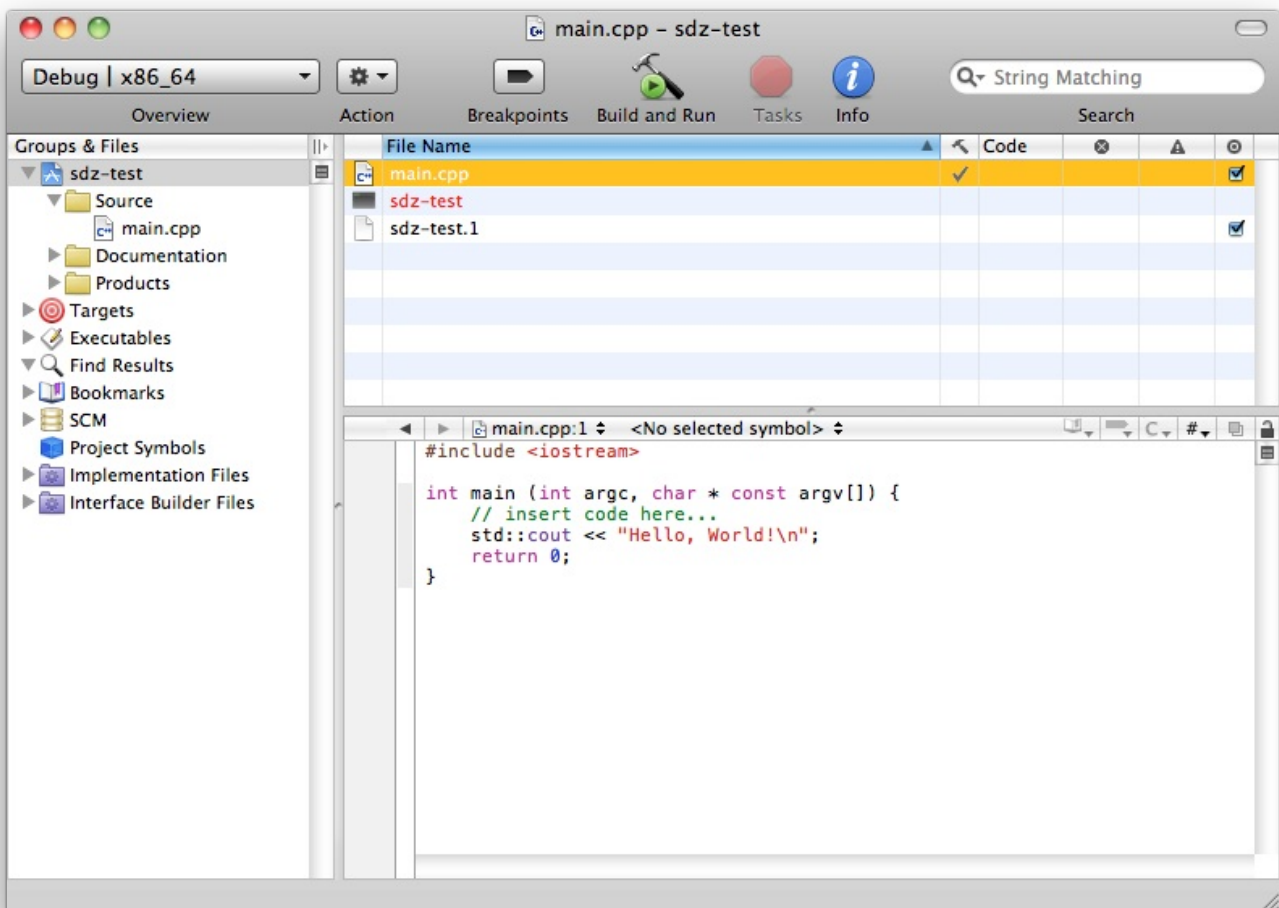 main.cpp - sdz-test
Debug | x86_64
String Matching
Overview
Action
Breakpoints
Build and Run
Tasks
Info
Search
Groups & Files
sdz-test
Source
main.cpp
Documentation
Products
Targets
Executables
Find Results
Bookmarks
SCM
Project Symbols
Implementation Files
Interface Builder Files
File Name
Code
main.cpp
sdz-test
sdz-test.1
main.cpp:1 <No selected symbol> C #
#include <iostream>
int main (int argc, char * const argv[]) {
// insert code here...
std::cout << "Hello, World!\n";
return 0;
}